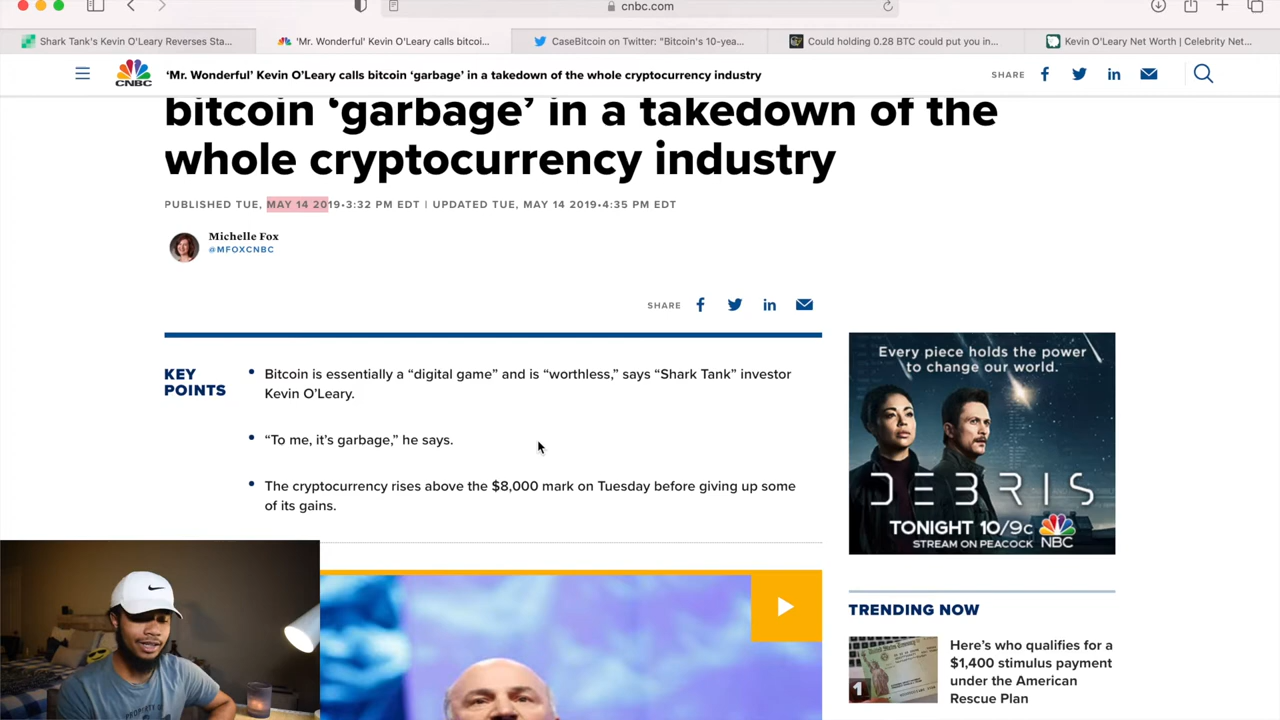 cnbc.com
Shark Tank's Kevin O'Leary Reverses Sta...
'Mr. Wonderful' Kevin O'Leary calls bitcoi...
CaseBitcoin on Twitter: "Bitcoin's 10-yea...
Could holding 0.28 BTC could put you in...
Kevin O'Leary Net Worth | Celebrity Net...
CNBC
‘Mr. Wonderful’ Kevin O’Leary calls bitcoin ‘garbage’ in a takedown of the whole cryptocurrency industry
SHARE
bitcoin ‘garbage’ in a takedown of the
whole cryptocurrency industry
PUBLISHED TUE, MAY 14 2019•3:32 PM EDT | UPDATED TUE, MAY 14 2019•4:35 PM EDT
Michelle Fox
@MFOXCNBC
SHARE
KEY
POINTS
• Bitcoin is essentially a “digital game” and is “worthless,” says “Shark Tank” investor
Kevin O’Leary.
• “To me, it’s garbage,” he says.
• The cryptocurrency rises above the $8,000 mark on Tuesday before giving up some
of its gains.
Every piece holds the power
to change our world.
DEBRIS
TONIGHT 10/9c NBC
STREAM ON PEACOCK
TRENDING NOW
1
Here’s who qualifies for a
$1,400 stimulus payment
under the American
Rescue Plan